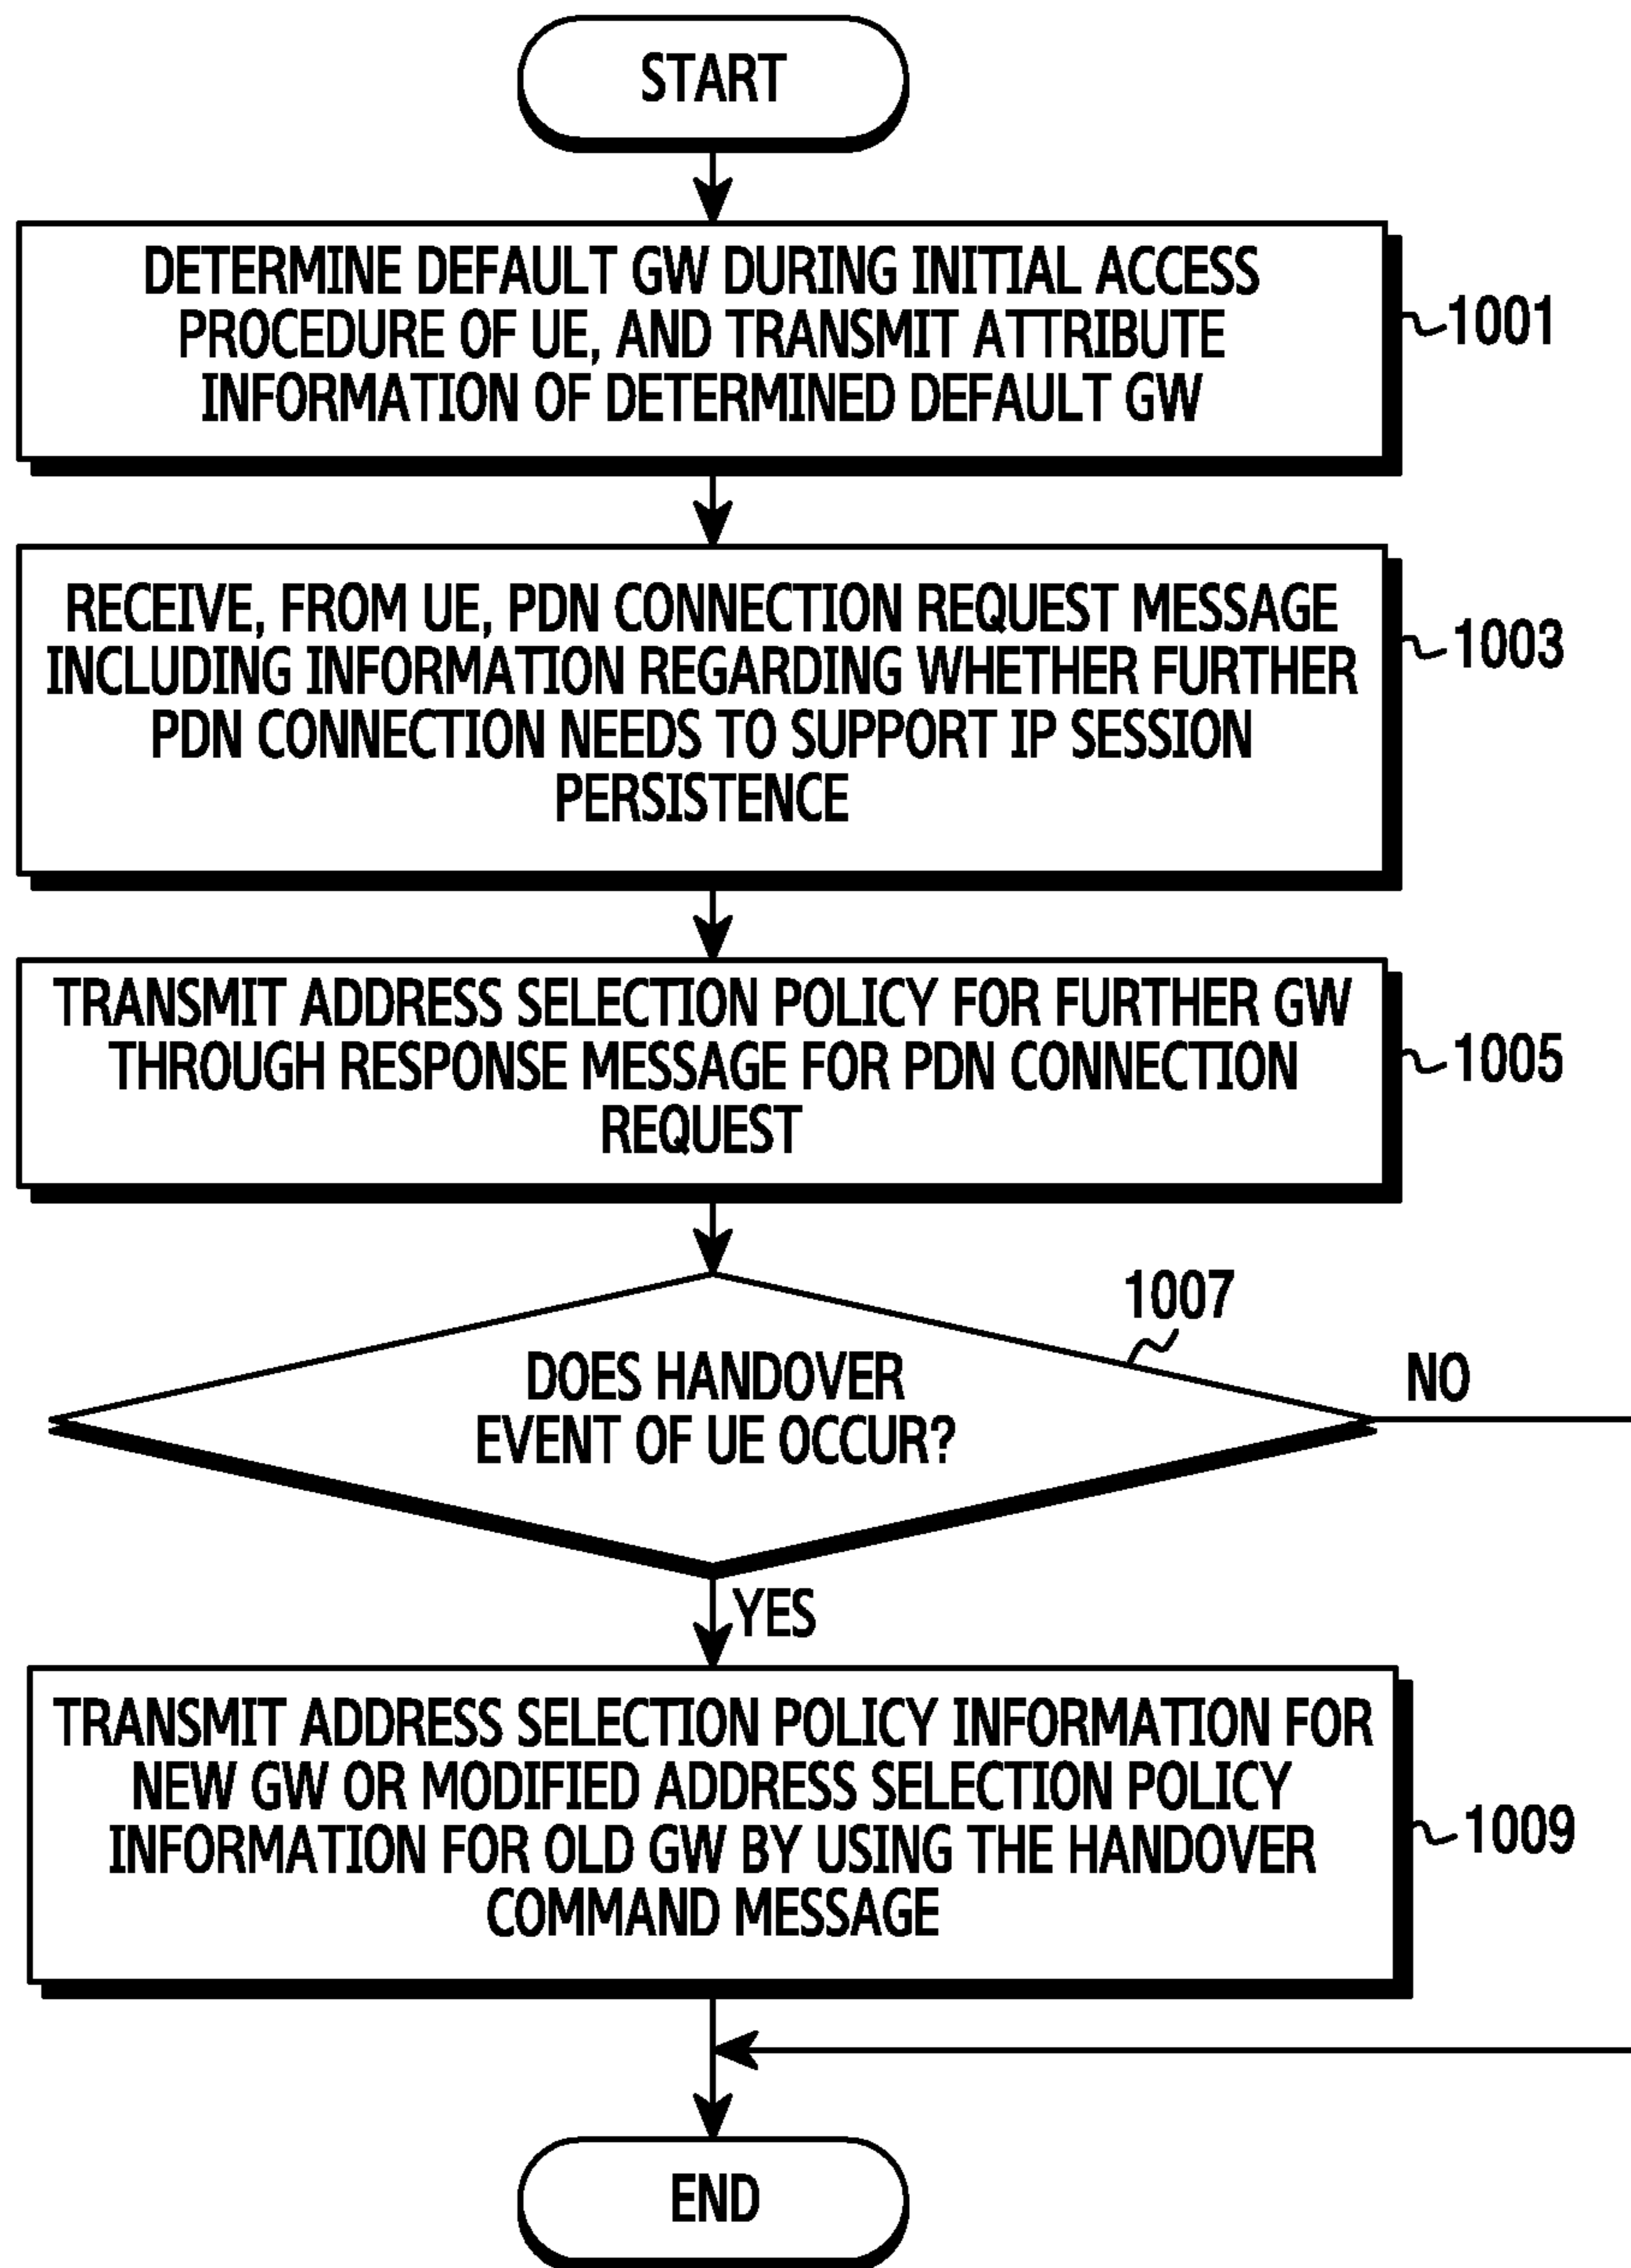 START
DETERMINE DEFAULT GW DURING INITIAL ACCESS
PROCEDURE OF UE, AND TRANSMIT ATTRIBUTE
INFORMATION OF DETERMINED DEFAULT GW
1001
RECEIVE, FROM UE, PDN CONNECTION REQUEST MESSAGE
INCLUDING INFORMATION REGARDING WHETHER FURTHER
PDN CONNECTION NEEDS TO SUPPORT IP SESSION
PERSISTENCE
1003
TRANSMIT ADDRESS SELECTION POLICY FOR FURTHER GW
THROUGH RESPONSE MESSAGE FOR PDN CONNECTION
REQUEST
1005
1007
DOES HANDOVER
EVENT OF UE OCCUR?
NO
YES
TRANSMIT ADDRESS SELECTION POLICY INFORMATION FOR
NEW GW OR MODIFIED ADDRESS SELECTION POLICY
INFORMATION FOR OLD GW BY USING THE HANDOVER
COMMAND MESSAGE
1009
END